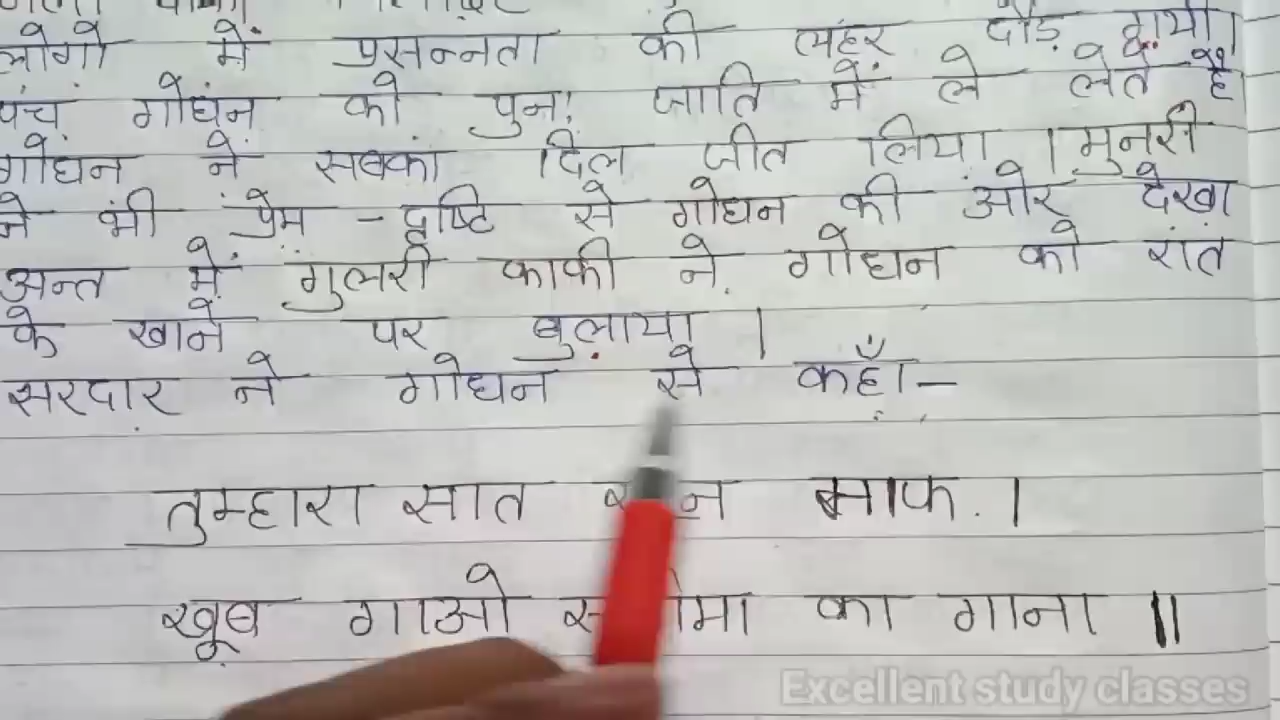 लोगो में प्रसन्नता की लहर दौड़ गयी।
पंच गोधन को पुनः जाति में ले लेते है
गोधन ने सबका दिल जीत लिया । मुनरी
ने भी प्रेम - दृष्टि से गोधन की ओर देखा
अन्त में गुलरी काकी ने गोधन को रात
के खाने पर बुलाया ।
सरदार ने गोधन से कहाँ -
तुम्हारा सात माफ . ।
खूब गाओ का गाना ॥
Excellent study classes